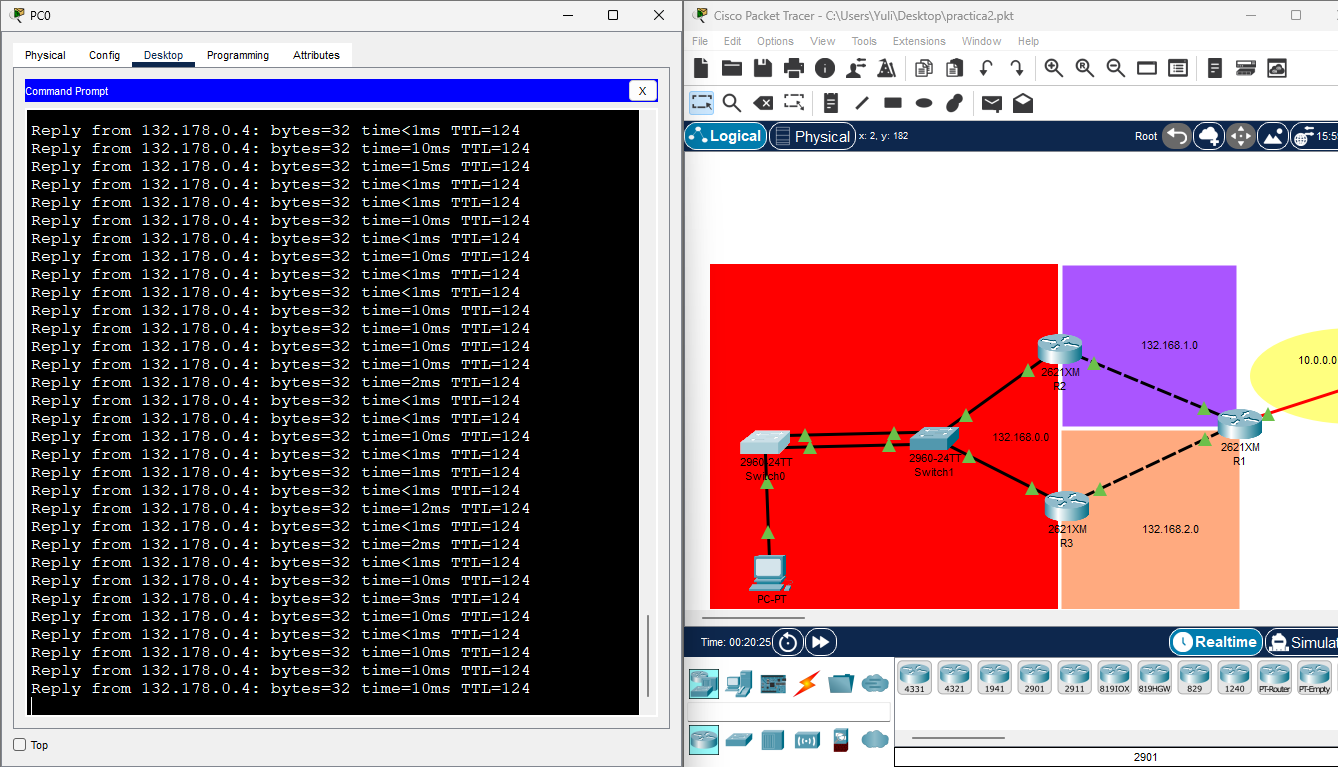 PC0
Physical Config Desktop Programming Attributes
Command Prompt X
Reply from 132.178.0.4: bytes=32 time<1ms TTL=124
Reply from 132.178.0.4: bytes=32 time=10ms TTL=124
Reply from 132.178.0.4: bytes=32 time=15ms TTL=124
Reply from 132.178.0.4: bytes=32 time<1ms TTL=124
Reply from 132.178.0.4: bytes=32 time<1ms TTL=124
Reply from 132.178.0.4: bytes=32 time=10ms TTL=124
Reply from 132.178.0.4: bytes=32 time<1ms TTL=124
Reply from 132.178.0.4: bytes=32 time=10ms TTL=124
Reply from 132.178.0.4: bytes=32 time<1ms TTL=124
Reply from 132.178.0.4: bytes=32 time<1ms TTL=124
Reply from 132.178.0.4: bytes=32 time=10ms TTL=124
Reply from 132.178.0.4: bytes=32 time=10ms TTL=124
Reply from 132.178.0.4: bytes=32 time<1ms TTL=124
Reply from 132.178.0.4: bytes=32 time=10ms TTL=124
Reply from 132.178.0.4: bytes=32 time=2ms TTL=124
Reply from 132.178.0.4: bytes=32 time<1ms TTL=124
Reply from 132.178.0.4: bytes=32 time<1ms TTL=124
Reply from 132.178.0.4: bytes=32 time=10ms TTL=124
Reply from 132.178.0.4: bytes=32 time<1ms TTL=124
Reply from 132.178.0.4: bytes=32 time<1ms TTL=124
Reply from 132.178.0.4: bytes=32 time<1ms TTL=124
Reply from 132.178.0.4: bytes=32 time=12ms TTL=124
Reply from 132.178.0.4: bytes=32 time<1ms TTL=124
Reply from 132.178.0.4: bytes=32 time=2ms TTL=124
Reply from 132.178.0.4: bytes=32 time<1ms TTL=124
Reply from 132.178.0.4: bytes=32 time=10ms TTL=124
Reply from 132.178.0.4: bytes=32 time=3ms TTL=124
Reply from 132.178.0.4: bytes=32 time=10ms TTL=124
Reply from 132.178.0.4: bytes=32 time<1ms TTL=124
Reply from 132.178.0.4: bytes=32 time=10ms TTL=124
Reply from 132.178.0.4: bytes=32 time=10ms TTL=124
Reply from 132.178.0.4: bytes=32 time=10ms TTL=124
Top
Cisco Packet Tracer - C:\Users\Yuli\Desktop\practica2.pkt
File Edit Options View Tools Extensions Window Help
Logical Physical x: 2, y: 182 Root 15:5
132.168.1.0
10.0.0.0
2621XM
R2
132.168.0.0
2621XM
R1
2960-24TT
Switch0
2960-24TT
Switch1
2621XM
R3
132.168.2.0
PC-PT
Time: 00:20:25 Realtime Simulat
4331 4321 1941 2901 2911 819IOX 819HGW 829 1240 PT-Router PT-Empty
2901